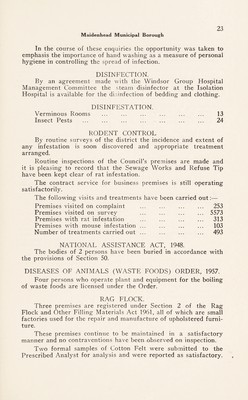 23
Maidenhead Municipal Borough
In the course of these enquiries the opportunity was taken to
emphasis the importance of hand washing as a measure of personal
hygiene in controlling the spread of infection.
DISINFECTION.
By an agreement made with the Windsor Group Hospital
Management Committee the steam disinfector at the Isolation
Hospital is available for the disinfection of bedding and clothing.
DISINFESTATION.
Verminous Rooms ... ... ... ... ... 13
Insect Pests ... ... ... ... ... ... 24
RODENT CONTROL
By routine surveys of the district the incidence and extent of
any infestation is soon discovered and appropriate treatment
arranged.
Routine inspections of the Council's premises are made and
it is pleasing to record that the Sewage Works and Refuse Tip
have been kept clear of rat infestation.
The contract service for business premises is still operating
satisfactorily.
The following visits and treatments have been carried out :—
Premises visited on complaint ... ... ... 253
Premises visited on survey ... ... ... 5573
Premises with rat infestation ... ... ... 313
Premises with mouse infestation ... ... ... 103
Number of treatments carried out ... ... ... 493
NATIONAL ASSISTANCE ACT, 1948.
The bodies of 2 persons have been buried in accordance with
the provisions of Section 50.
DISEASES OF ANIMALS (WASTE FOODS) ORDER, 1957.
Four persons who operate plant and equipment for the boiling
of waste foods are licensed under the Order.
RAG FLOCK.
Three premises are registered under Section 2 of the Rag
Flock and Other Filling Materials Act 1961, all of which are small
factories used for the repair and manufacture of upholstered furni-
ture.
These premises continue to be maintained in a satisfactory
manner and no contraventions have been observed on inspection.
Two formal samples of Cotton Felt were submitted to the
Prescribed Analyst for analysis and were reported as satisfactory.